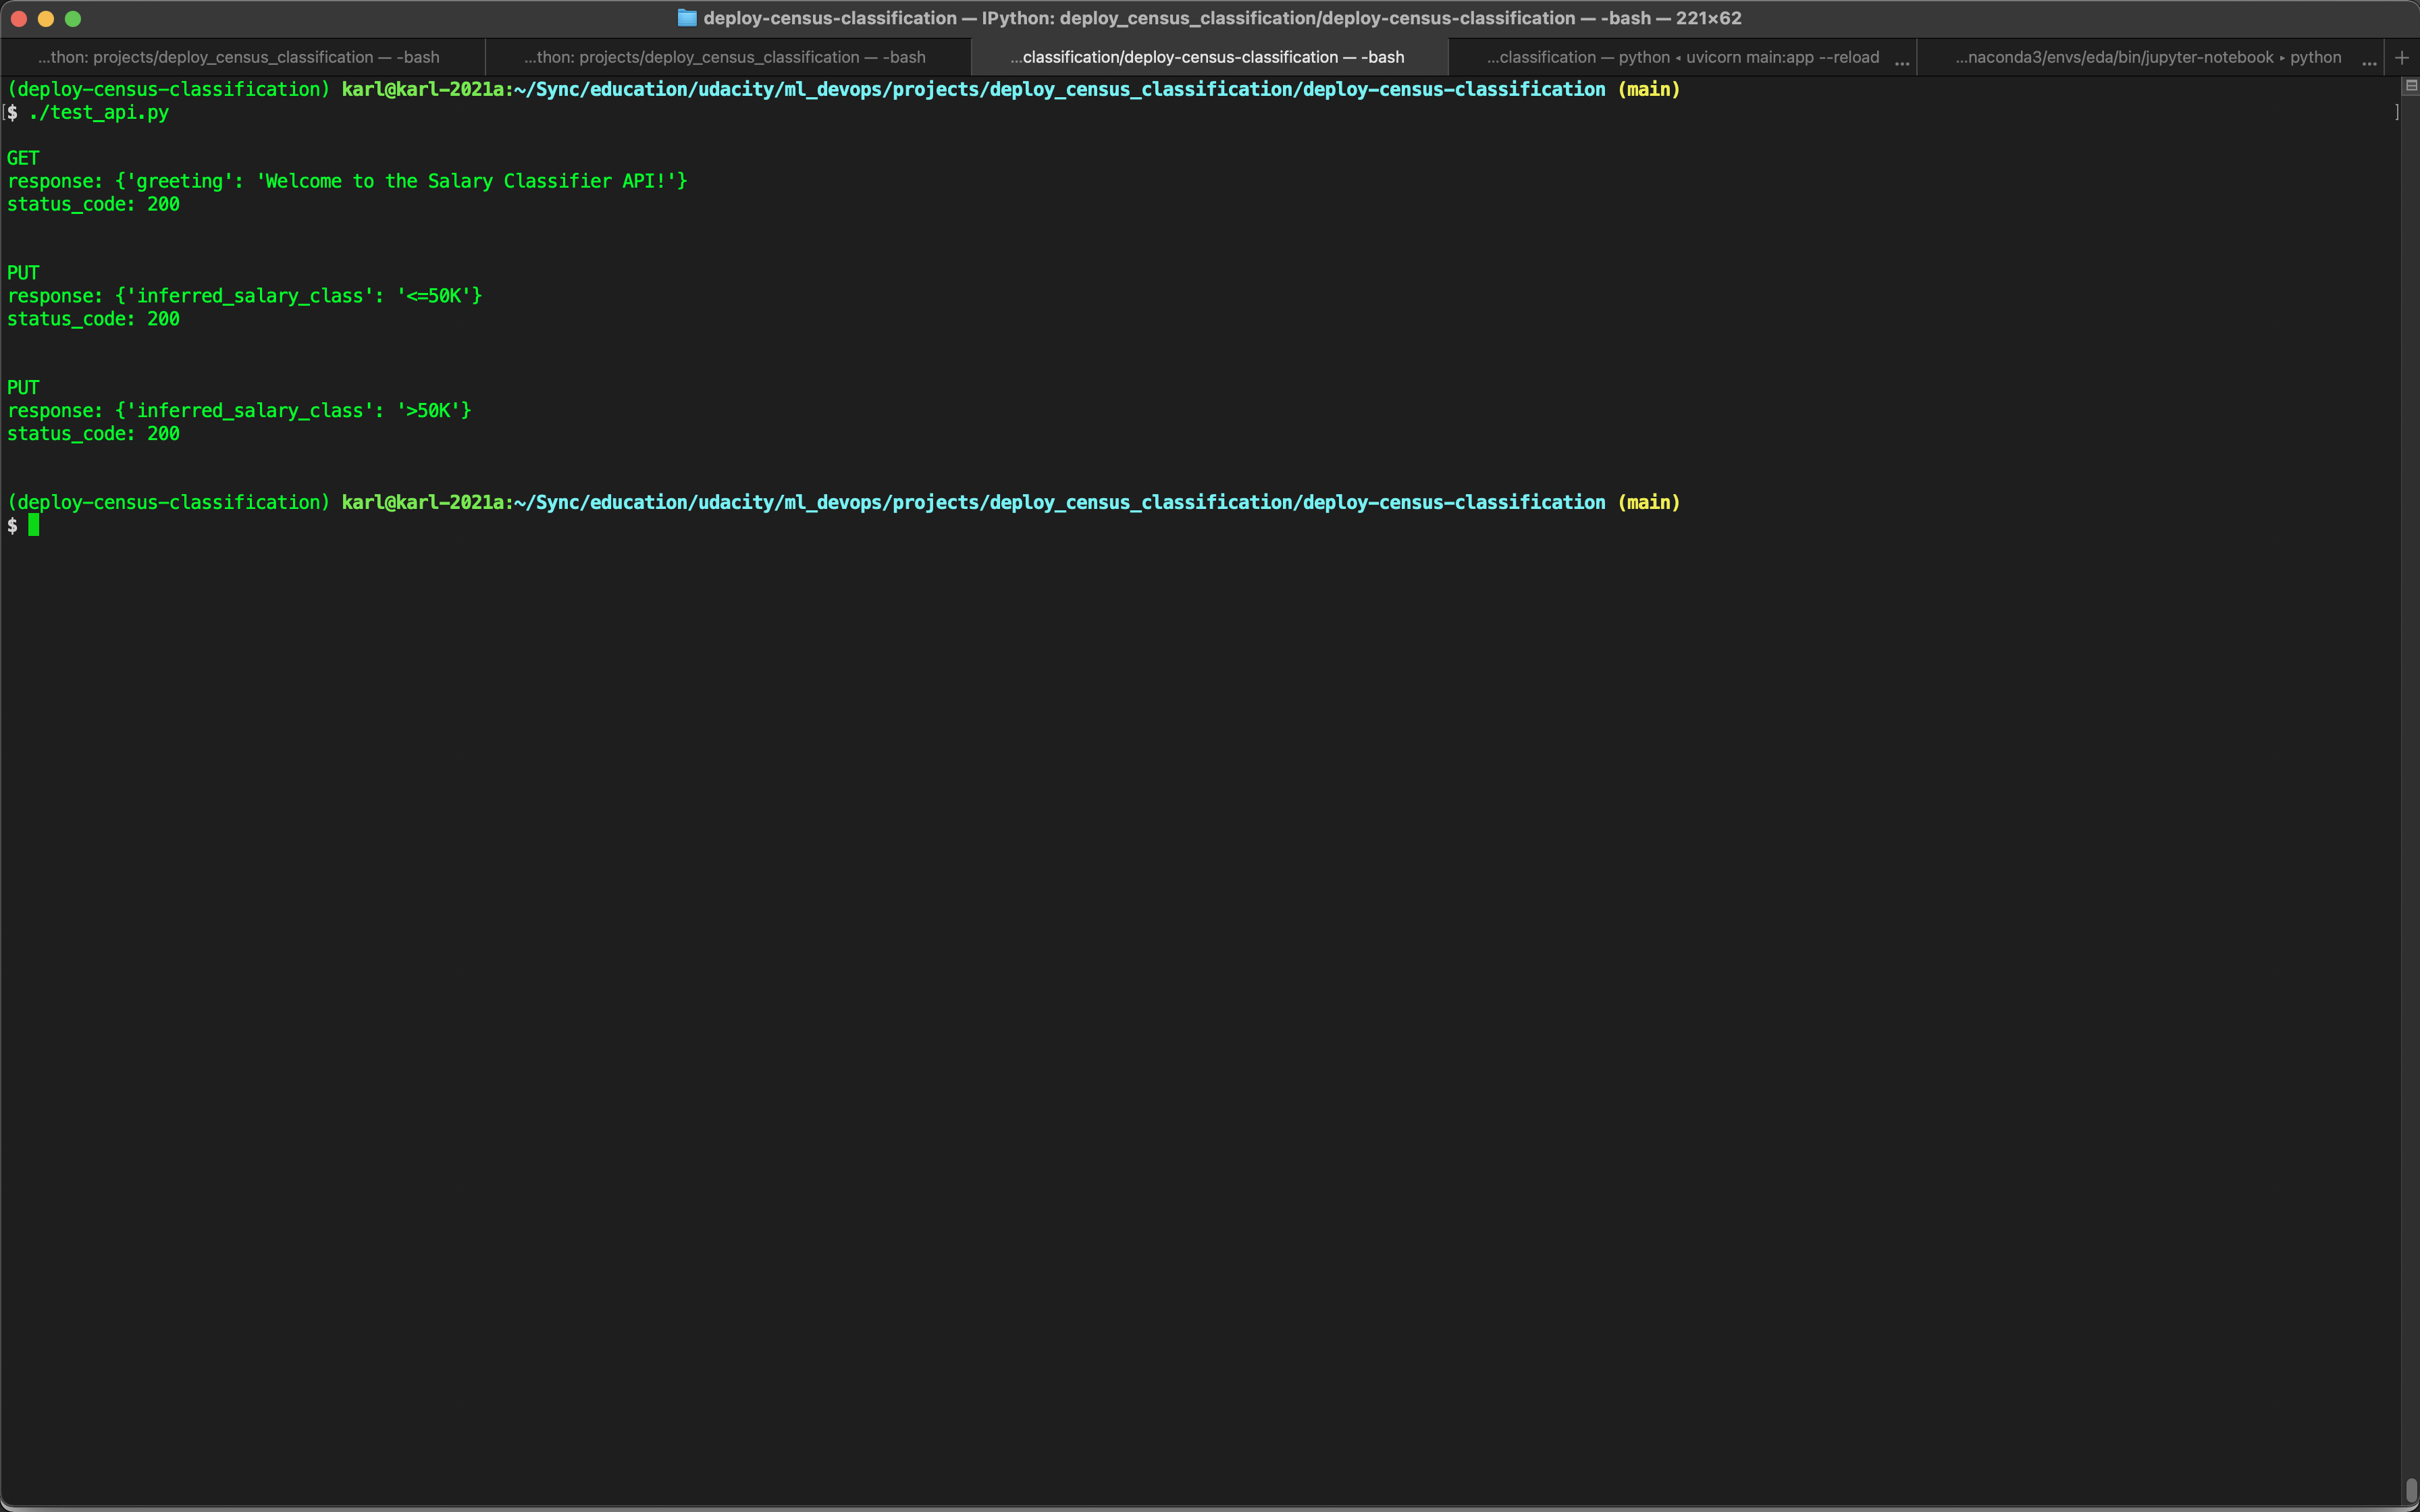 deploy-census-classification — IPython: deploy_census_classification/deploy-census-classification — -bash — 221×62
...thon: projects/deploy_census_classification — -bash
...thon: projects/deploy_census_classification — -bash
...classification/deploy-census-classification — -bash
...classification — python ◂ uvicorn main:app --reload ...
...naconda3/envs/eda/bin/jupyter-notebook ▸ python ...
+
(deploy-census-classification) karl@karl-2021a:~/Sync/education/udacity/ml_devops/projects/deploy_census_classification/deploy-census-classification (main)
[$ ./test_api.py ]
GET
response: {'greeting': 'Welcome to the Salary Classifier API!'}
status_code: 200
PUT
response: {'inferred_salary_class': '<=50K'}
status_code: 200
PUT
response: {'inferred_salary_class': '>50K'}
status_code: 200
(deploy-census-classification) karl@karl-2021a:~/Sync/education/udacity/ml_devops/projects/deploy_census_classification/deploy-census-classification (main)
$